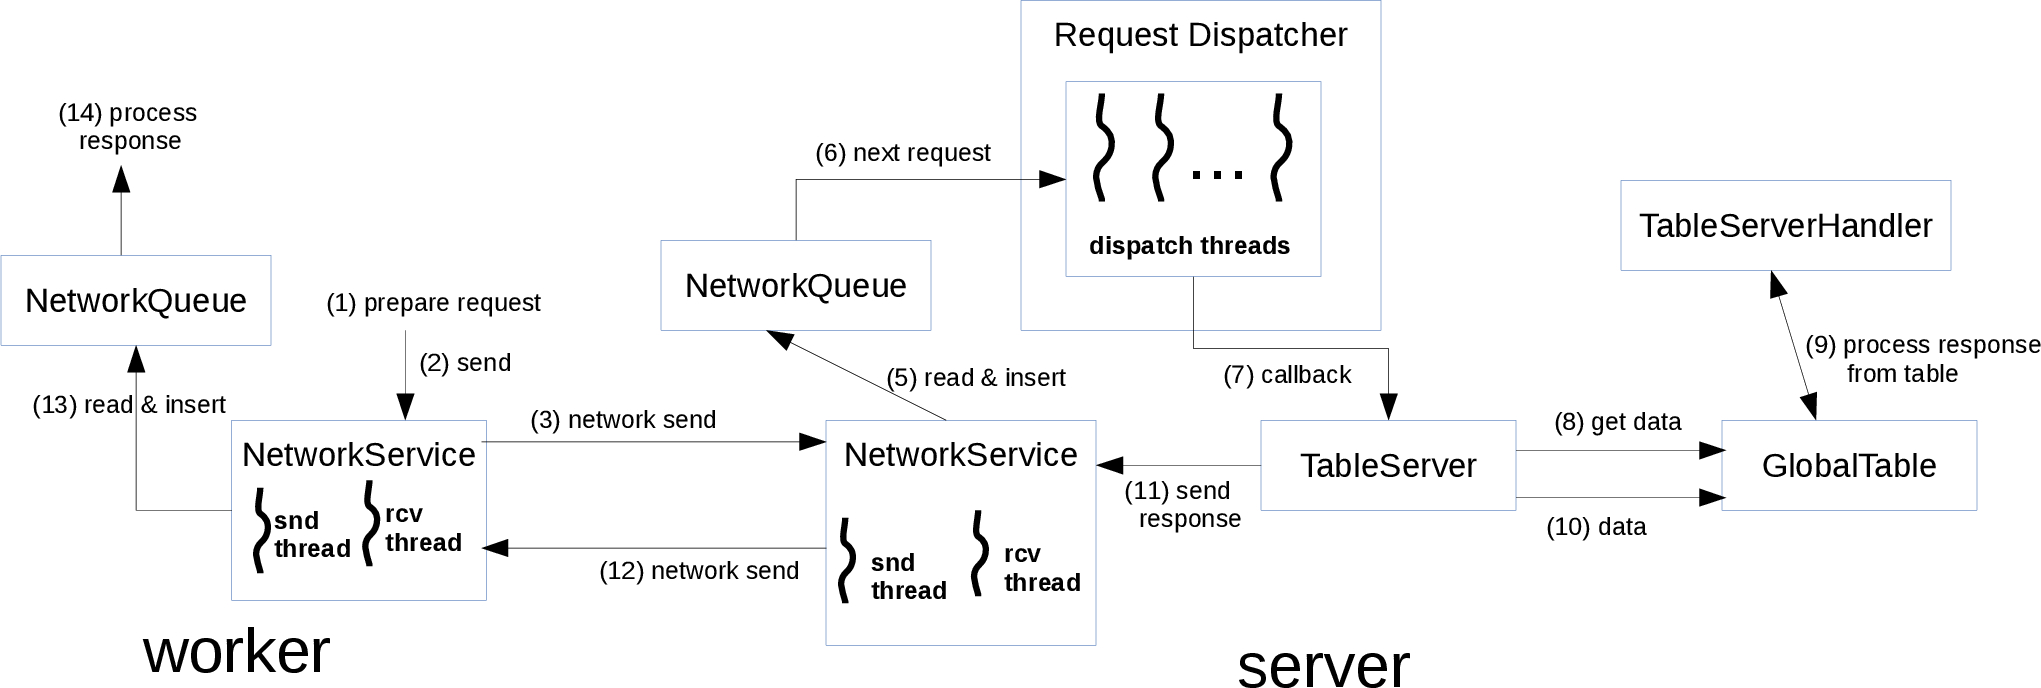 Request Dispatcher
(14) process
response
(6) next request
dispatch threads
TableServerHandler
NetworkQueue
(1) prepare request
NetworkQueue
(2) send
(13) read & insert
(5) read & insert
(7) callback
(9) process response
from table
(3) network send
(8) get data
NetworkService
snd
thread
rcv
thread
NetworkService
snd
thread
rcv
thread
(11) send
response
TableServer
GlobalTable
(10) data
(12) network send
worker
server